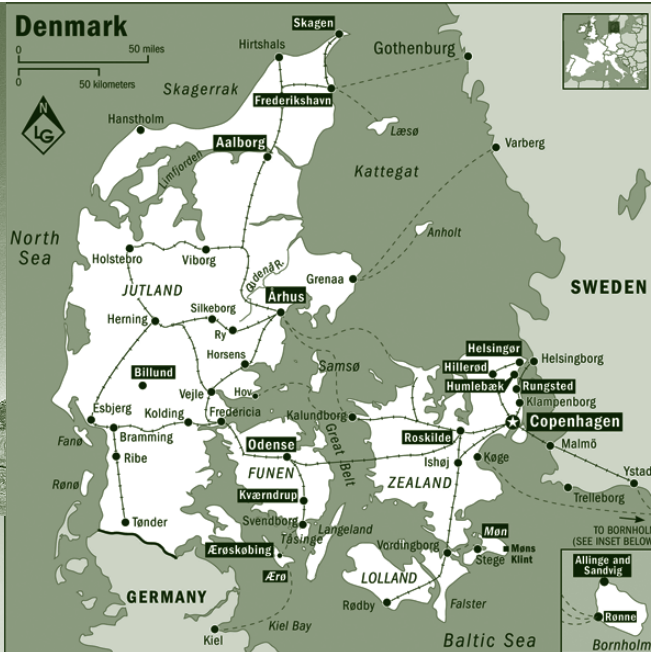 Denmark
0 50 miles
0 50 kilometers
N
LG
Skagen
Hirtshals
Gothenburg
Skagerrak
Frederikshavn
Hanstholm
Læsø
Aalborg
Limfjorden
Varberg
Kattegat
North
Sea
Anholt
Holstebro
Viborg
Gudenå R.
Grenaa
SWEDEN
JUTLAND
Århus
Silkeborg
Herning
Ry
Helsingør
Horsens
Samsø
Hillerød
Helsingborg
Billund
Humlebæk
Rungsted
Vejle
Hov
Klampenborg
Esbjerg
Kolding
Fredericia
Kalundborg
Copenhagen
Bramming
Great Belt
Roskilde
Malmö
Fanø
Odense
Ribe
FUNEN
Ishøj
Køge
Ystad
Rønø
ZEALAND
Kværndrup
Trelleborg
Tønder
Svendborg
Langeland
Tåsinge
TO BORNHOLM
(SEE INSET BELOW)
Møn
Ærøskøbing
Vordingborg
Møns
Klint
Stege
Ærø
LOLLAND
Allinge and
Sandvig
GERMANY
Rødby
Falster
Rønne
Kiel Bay
Kiel
Baltic Sea
Bornholm